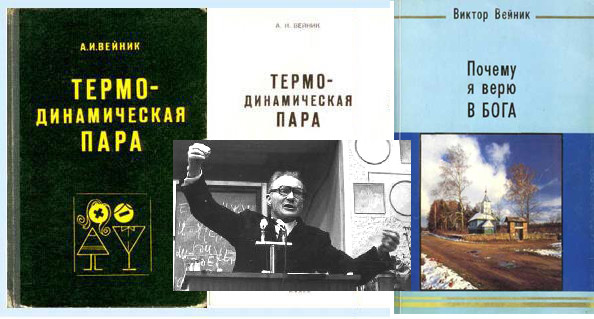 А.И.ВЕЙНИК
ТЕРМО-
ДИНАМИЧЕСКАЯ
ПАРА
А. И. ВЕЙНИК
ТЕРМО-
ДИНАМИЧЕСКАЯ
ПАРА
Виктор Вейник
Почему
я верю
В БОГА